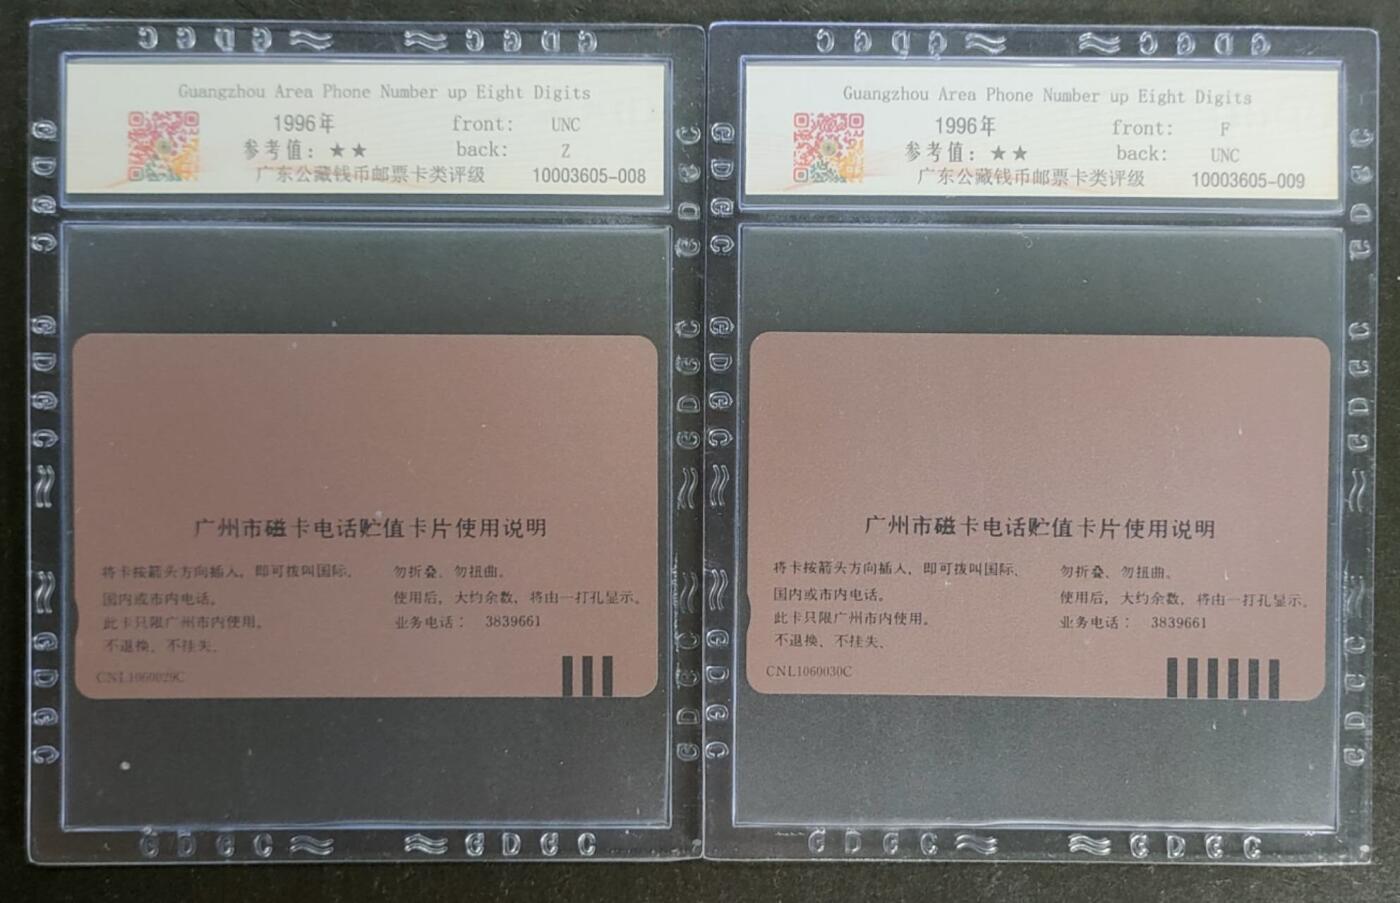 Guangzhou Area Phone Number up Eight Digits
1996年 front: UNC
参考值：★★ back: Z
广东公藏钱币邮票卡类评级 10003605-008
广州市磁卡电话贮值卡片使用说明
将卡按箭头方向插入，即可拨叫国际、
国内或市内电话。
此卡只限广州市内使用。
不退换、不挂失、
勿折叠、勿扭曲。
使用后，大约余数，将由一打孔显示。
业务电话： 3839661
CNL1060029C
Guangzhou Area Phone Number up Eight Digits
1996年 front: F
参考值：★★ back: UNC
广东公藏钱币邮票卡类评级 10003605-009
广州市磁卡电话贮值卡片使用说明
将卡按箭头方向插入，即可拨叫国际、
国内或市内电话。
此卡只限广州市内使用。
不退换、不挂失、
勿折叠、勿扭曲。
使用后，大约余数，将由一打孔显示。
业务电话： 3839661
CNL1060030C